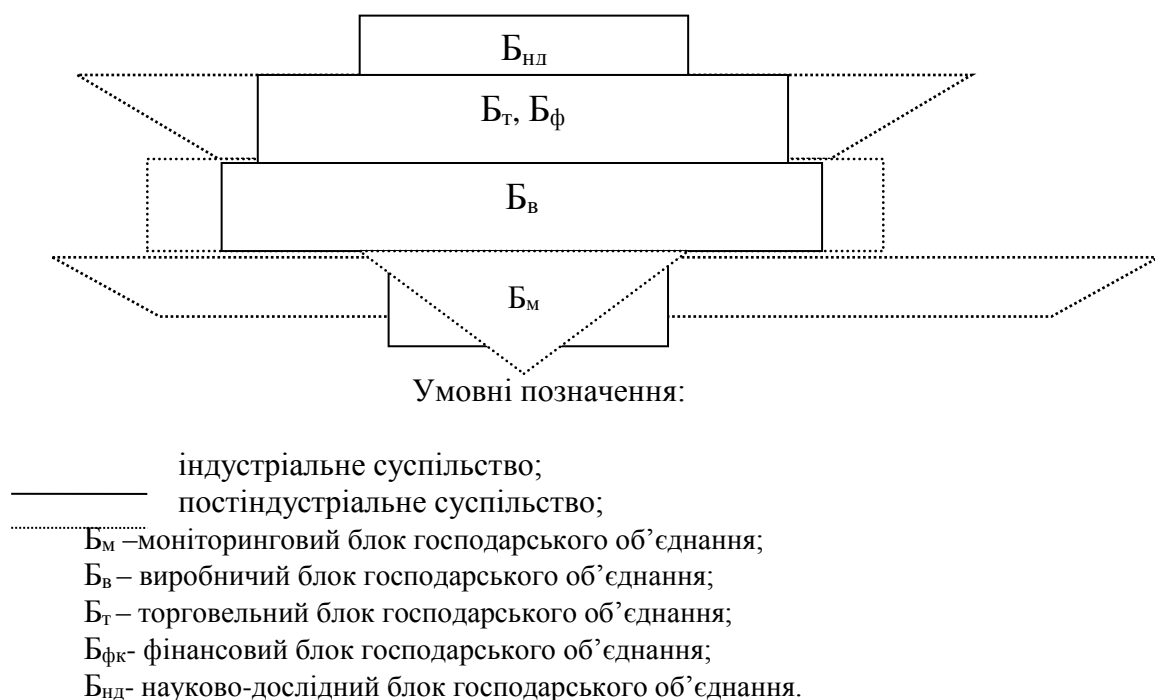 Бнд
Бт, Бф
Бв
Бм
Умовні позначення:
індустріальне суспільство;
постіндустріальне суспільство;
Бм –моніторинговий блок господарського об’єднання;
Бв – виробничий блок господарського об’єднання;
Бт – торговельний блок господарського об’єднання;
Бфк- фінансовий блок господарського об’єднання;
Бнд- науково-дослідний блок господарського об’єднання.